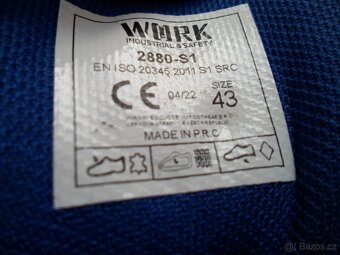 WORK
INDUSTRIAL & SAFETY
2880-S1
EN ISO 20345:2011 S1 SRC
CE 04/22 SIZE 43
MADE IN P.R.C.
Bazos.cz